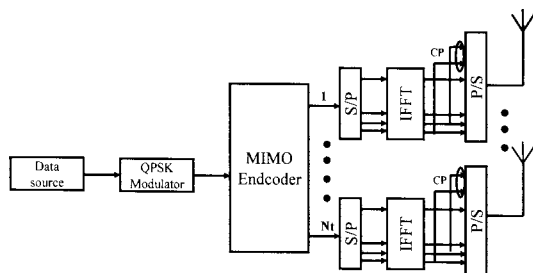 CP
1
S/P
IFFT
P/S
MIMO
Endcoder
Data
source
QPSK
Modulator
CP
Nt
S/P
IFFT
P/S